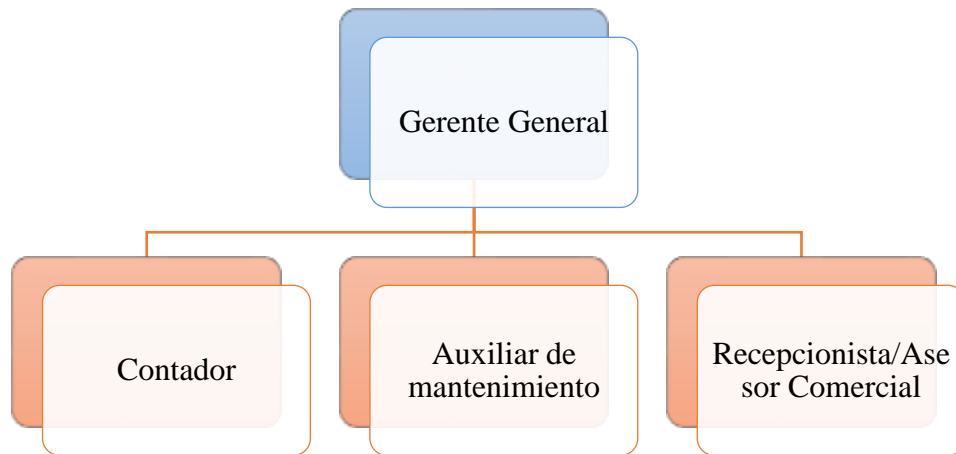 Gerente General
Contador
Auxiliar de
mantenimiento
Recepcionista/Ase
sor Comercial